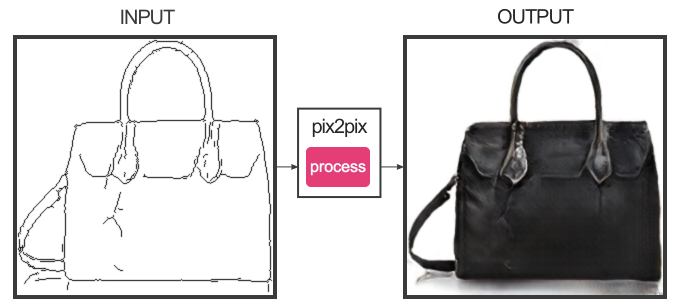 INPUT
OUTPUT
pix2pix
process